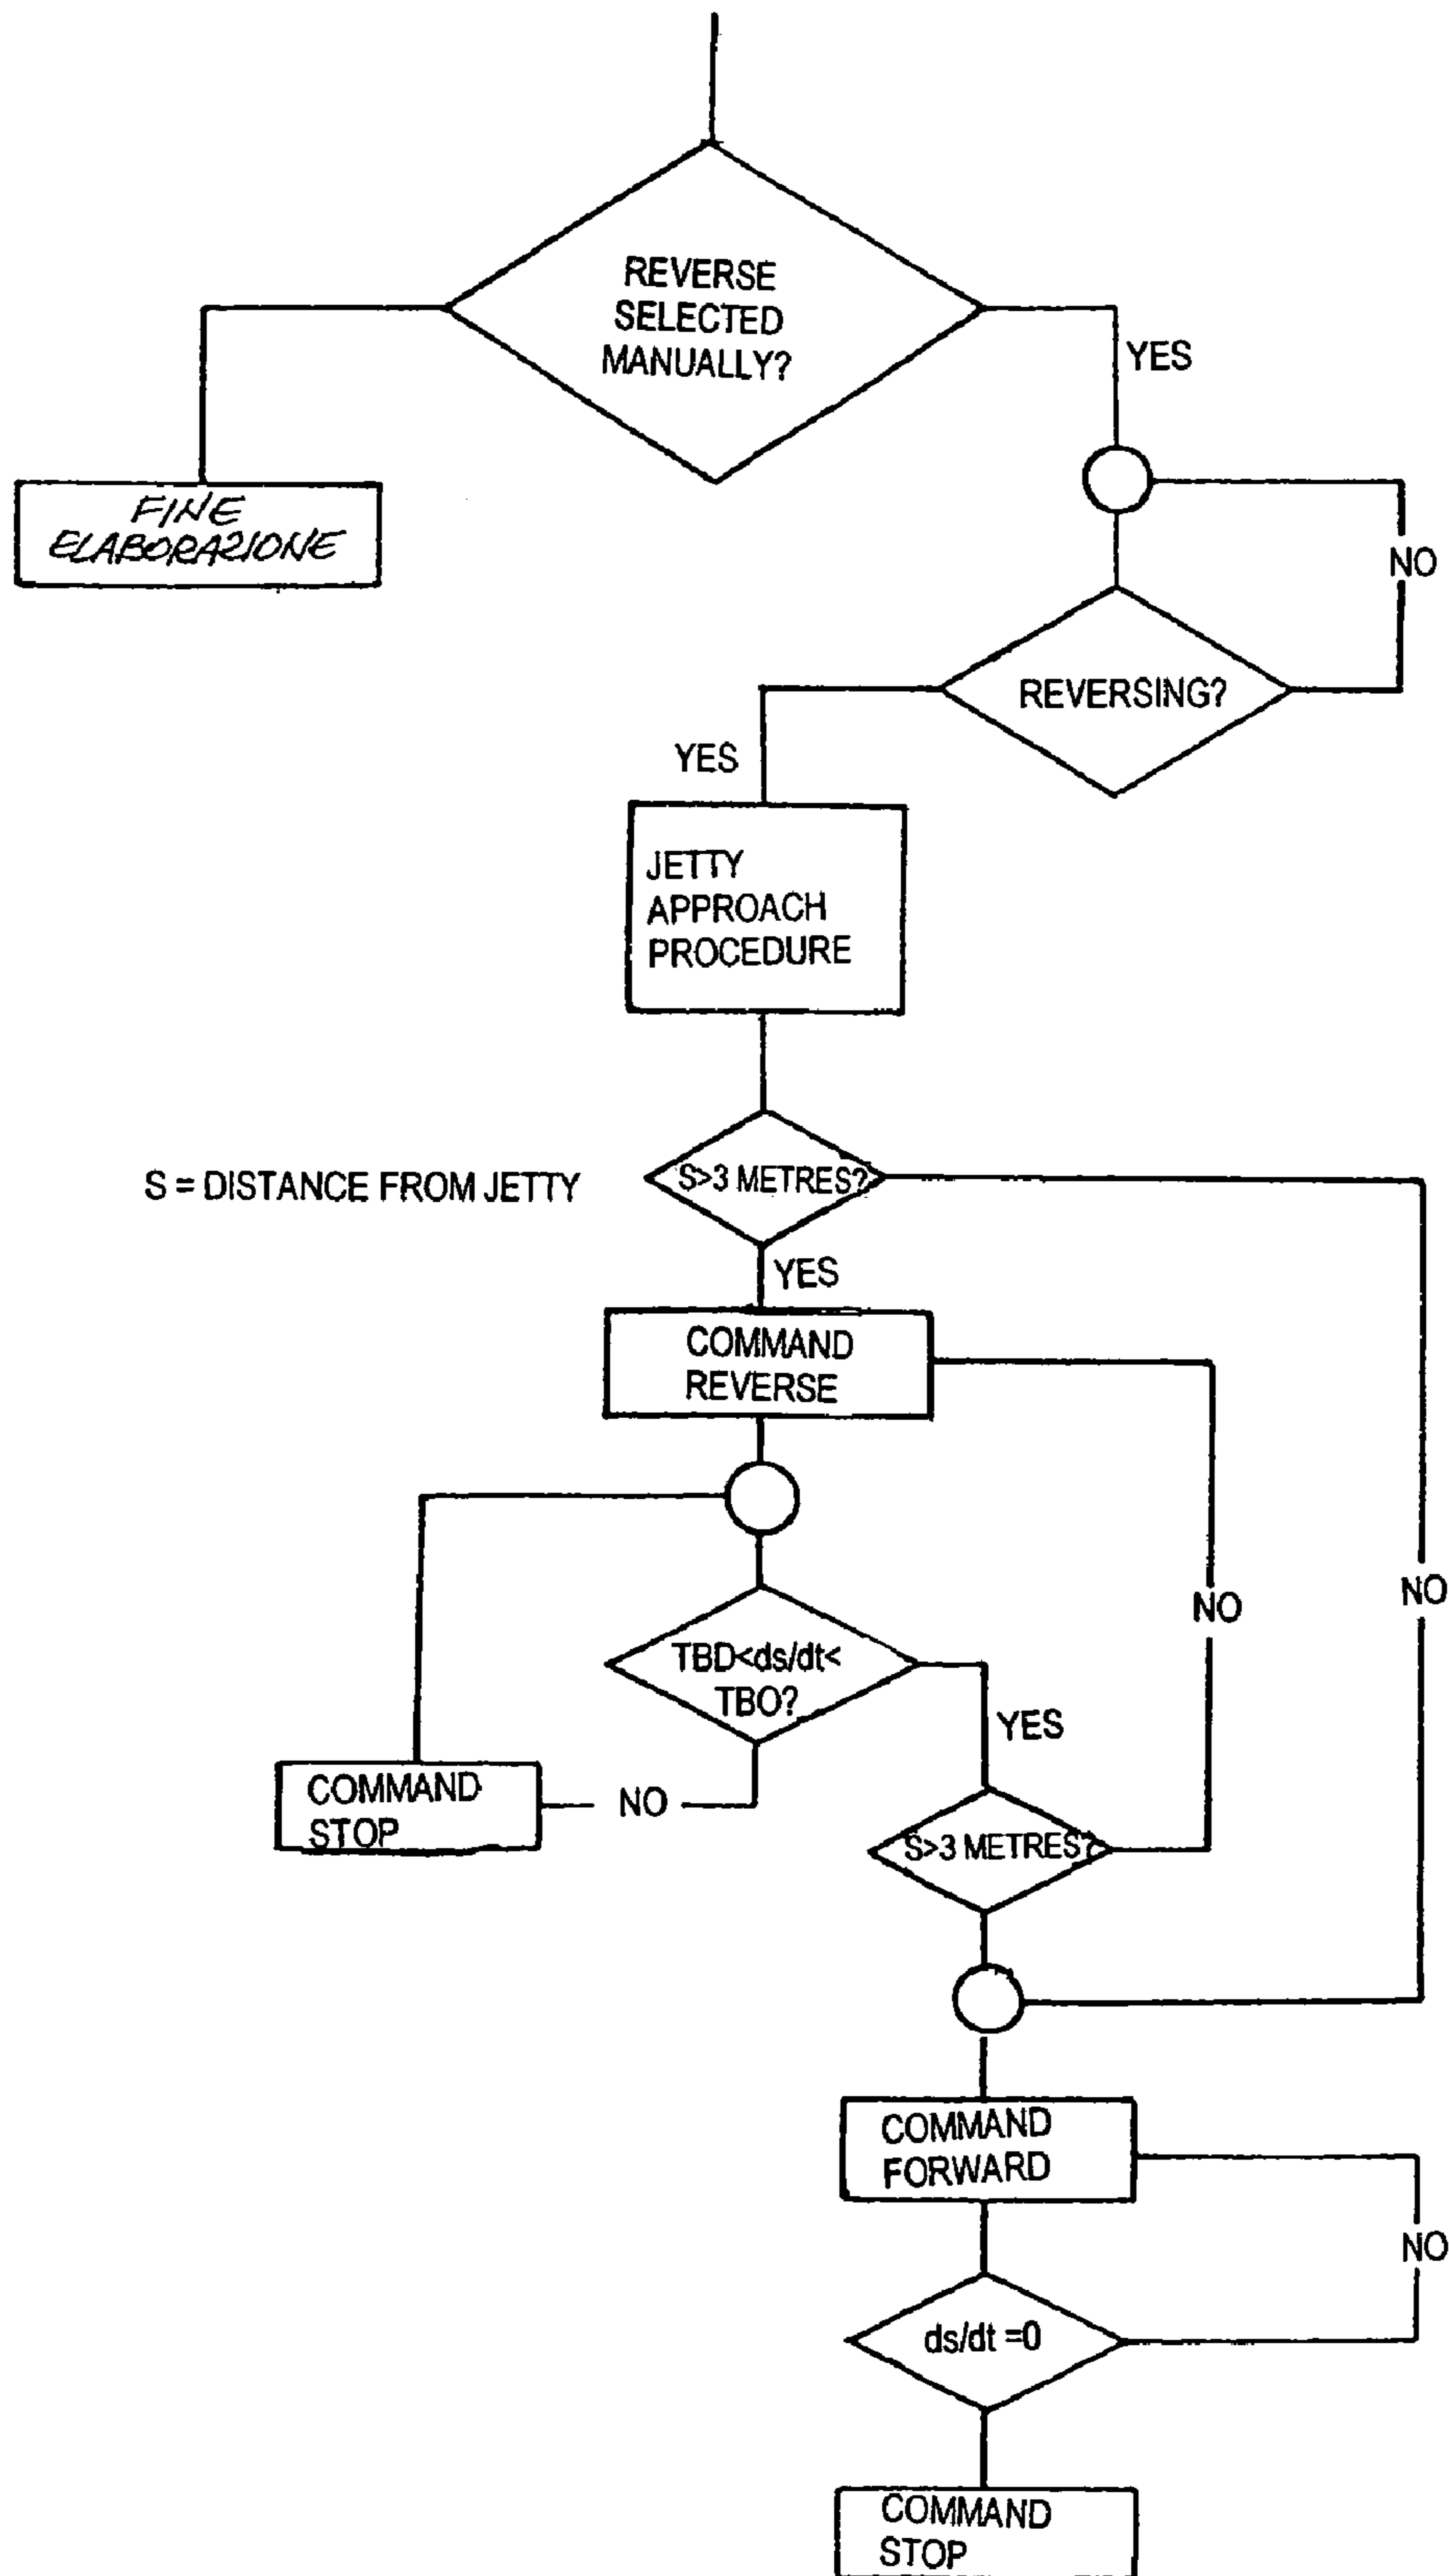 REVERSE
SELECTED
MANUALLY?
YES
FINE
ELABORAZIONE
NO
REVERSING?
YES
JETTY
APPROACH
PROCEDURE
S = DISTANCE FROM JETTY
S>3 METRES?
YES
COMMAND
REVERSE
NO
NO
TBD<ds/dt<
TBO?
YES
COMMAND
STOP
NO
S>3 METRES?
COMMAND
FORWARD
NO
ds/dt =0
COMMAND
STOP